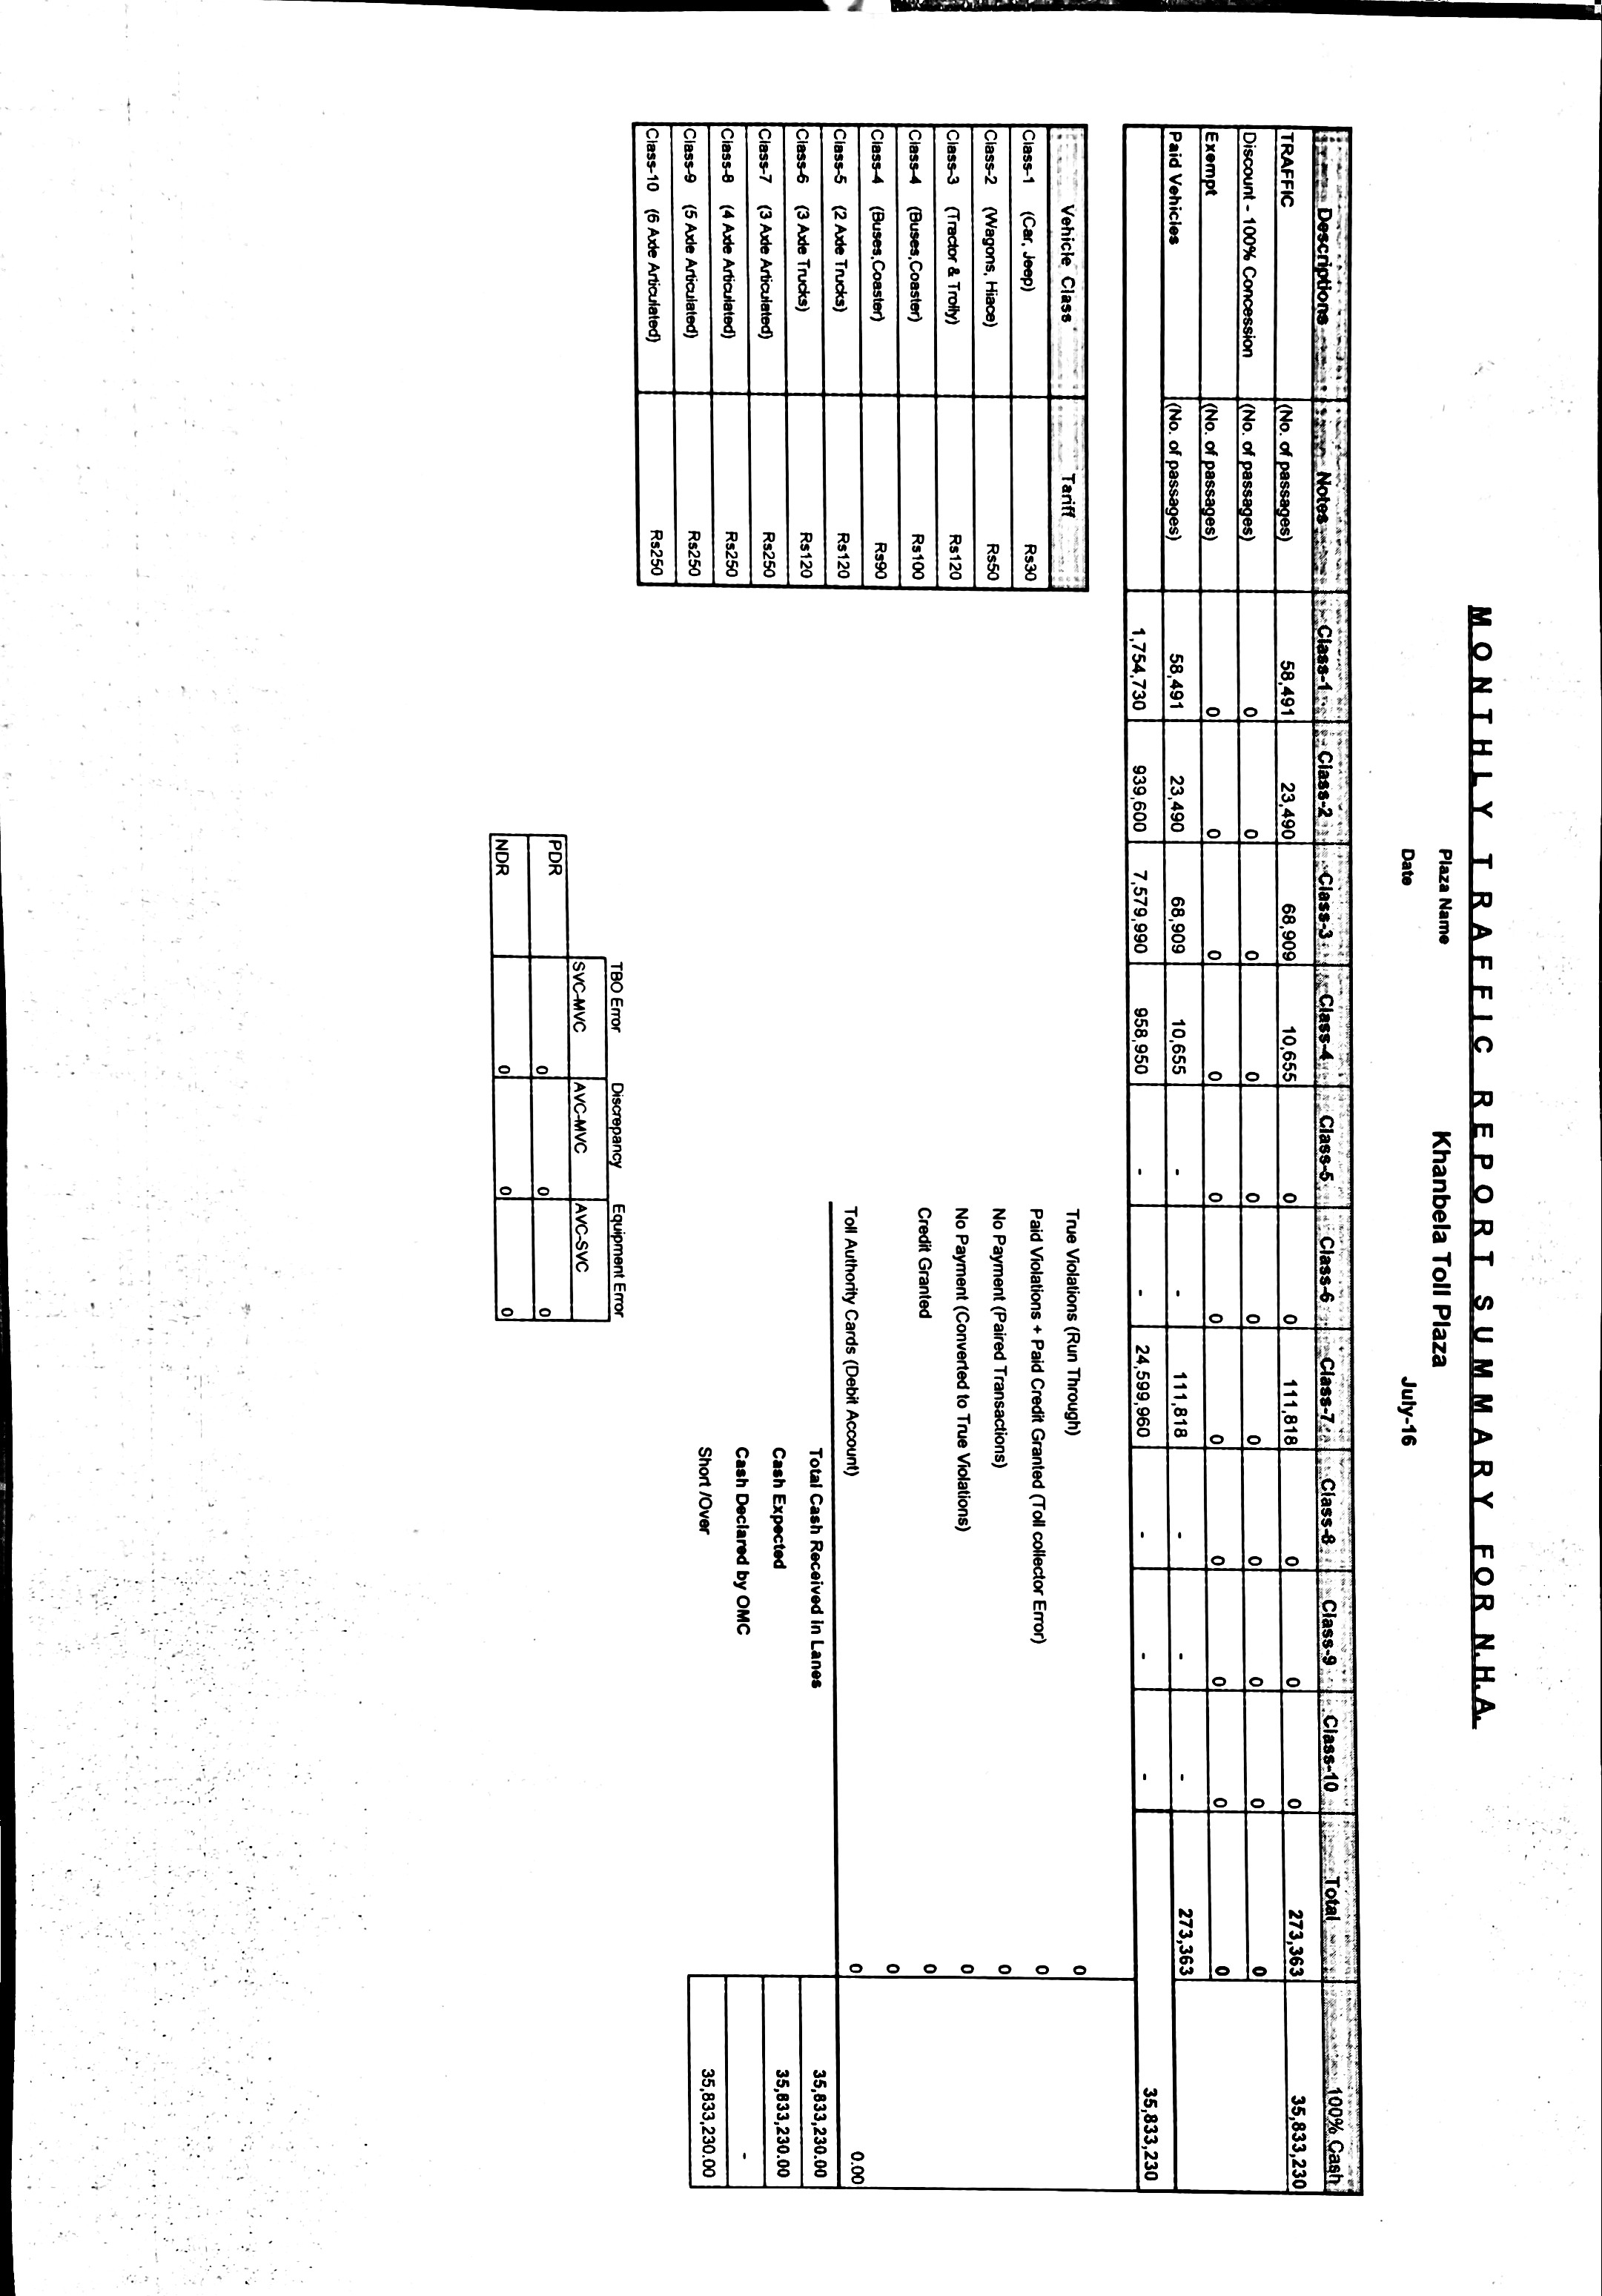 MONTHLY TRAFFIC REPORT SUMMARY FOR N.H.A.
Plaza Name Khanbela Toll Plaza
Date July-16
Descriptions Notes Class-1 Class-2 Class-3 Class-4 Class-5 Class-6 Class-7 Class-8 Class-9 Class-10 Total 100% Cash
TRAFFIC (No. of passages) 58,491 23,490 68,909 10,655 0 0 111,818 0 0 0 273,363 35,833,230
Discount - 100% Concession (No. of passages) 0 0 0 0 0 0 0 0 0 0 0
Exempt (No. of passages) 0 0 0 0 0 0 0 0 0 0 0
Paid Vehicles (No. of passages) 58,491 23,490 68,909 10,655 - - 111,818 - - - 273,363
1,754,730 939,600 7,579,990 958,950 - - 24,599,960 - - - 35,833,230
Vehicle Class Tariff
Class-1 (Car, Jeep) Rs30
Class-2 (Wagons, Hiace) Rs50
Class-3 (Tractor & Trolly) Rs120
Class-4 (Buses,Coaster) Rs100
Class-4 (Buses,Coaster) Rs90
Class-5 (2 Axle Trucks) Rs120
Class-6 (3 Axle Trucks) Rs120
Class-7 (3 Axle Articulated) Rs250
Class-8 (4 Axle Articulated) Rs250
Class-9 (5 Axle Articulated) Rs250
Class-10 (6 Axle Articulated) Rs250
True Violations (Run Through) 0
Paid Violations + Paid Credit Granted (Toll collector Error) 0
No Payment (Paired Transactions) 0
No Payment (Converted to True Violations) 0
Credit Granted 0
0
Toll Authority Cards (Debit Account) 0 0.00
Total Cash Received in Lanes 35,833,230.00
Cash Expected 35,833,230.00
Cash Declared by OMC -
Short /Over 35,833,230.00
TBO Error Discrepancy Equipment Error
SVC-MVC AVC-MVC AVC-SVC
PDR 0 0 0
NDR 0 0 0